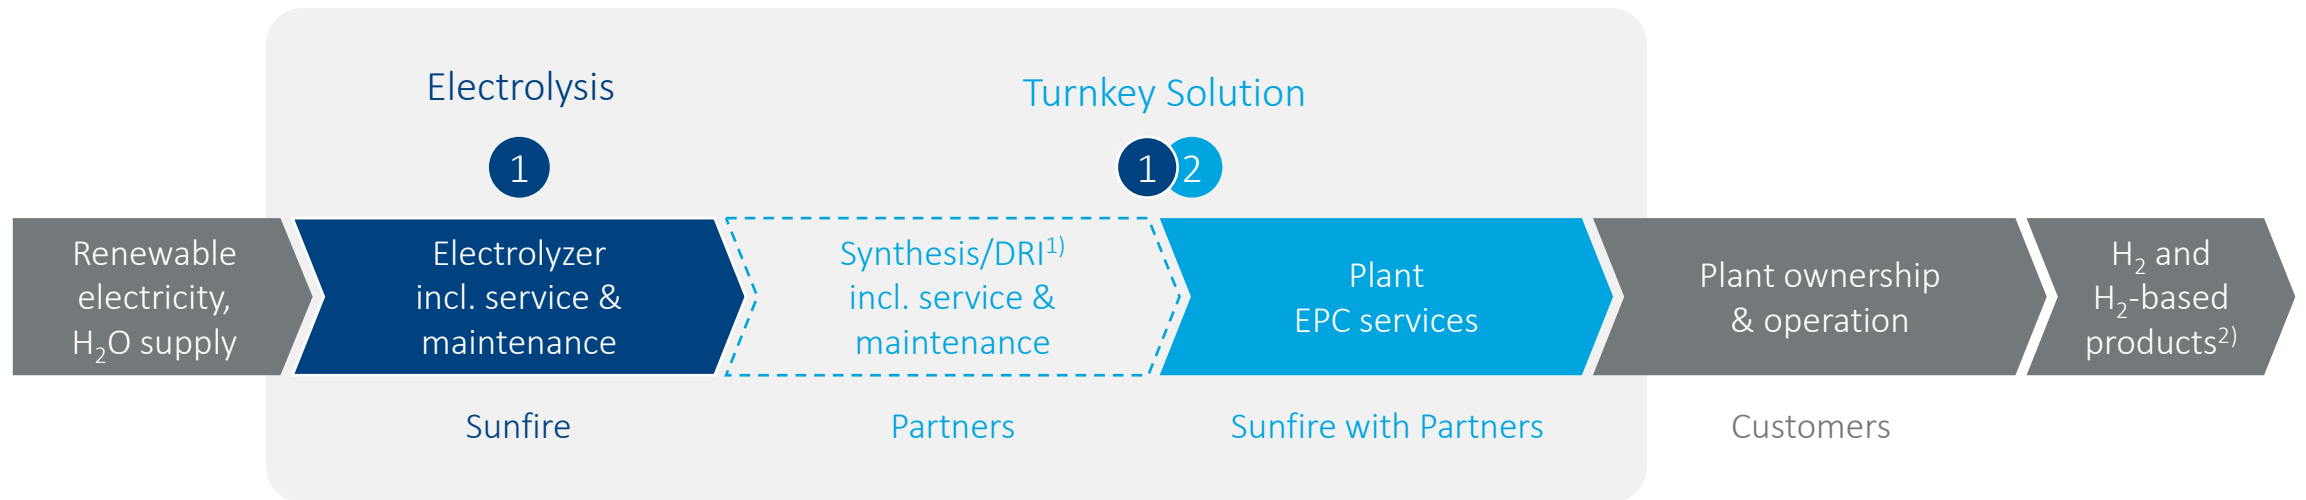 Electrolysis
Turnkey Solution
1
1 2
Renewable
electricity,
H₂O supply
Electrolyzer
incl. service &
maintenance
Synthesis/DRI¹⁾
incl. service &
maintenance
Plant
EPC services
Plant ownership
& operation
H₂ and
H₂-based
products²⁾
Sunfire
Partners
Sunfire with Partners
Customers